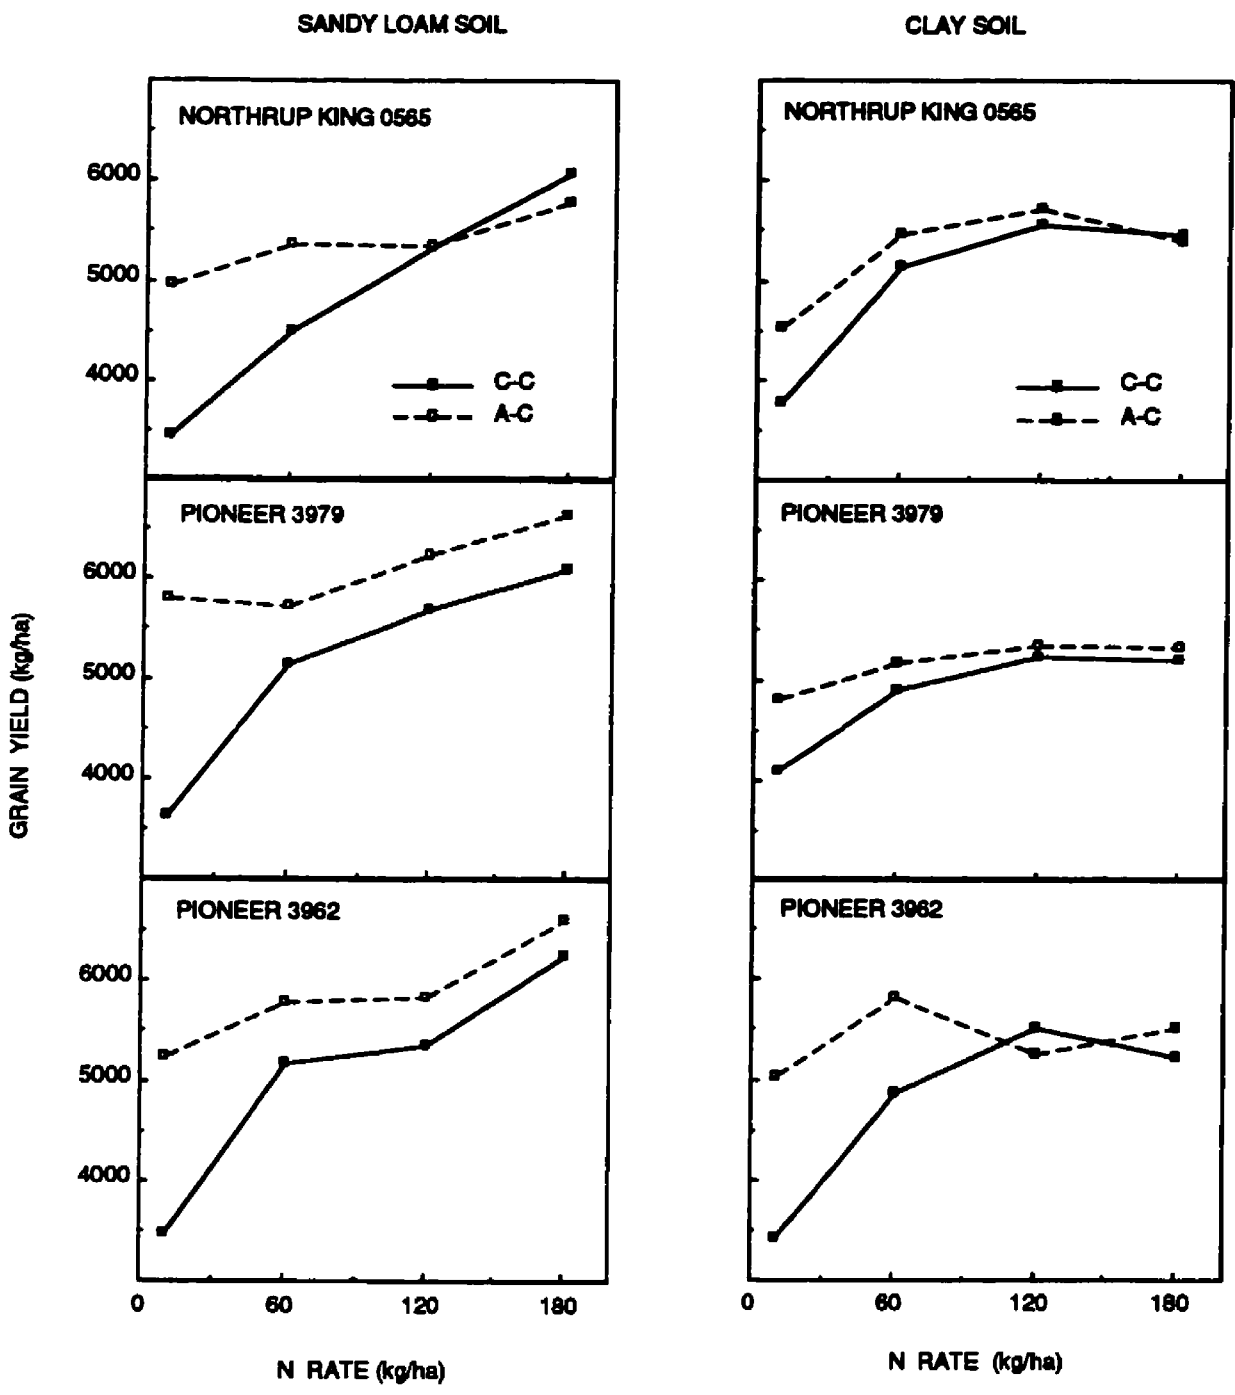 SANDY LOAM SOIL
CLAY SOIL
NORTHRUP KING 0565
6000
5000
4000
C-C
A-C
NORTHRUP KING 0565
C-C
A-C
PIONEER 3979
6000
5000
4000
PIONEER 3979
GRAIN YIELD (kg/ha)
PIONEER 3962
6000
5000
4000
0 60 120 180
N RATE (kg/ha)
PIONEER 3962
0 60 120 180
N RATE (kg/ha)